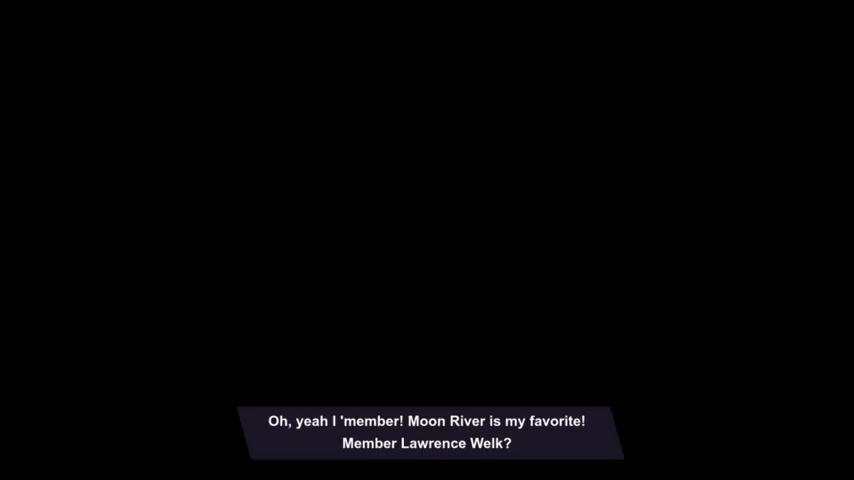 Oh, yeah I 'member! Moon River is my favorite!
Member Lawrence Welk?